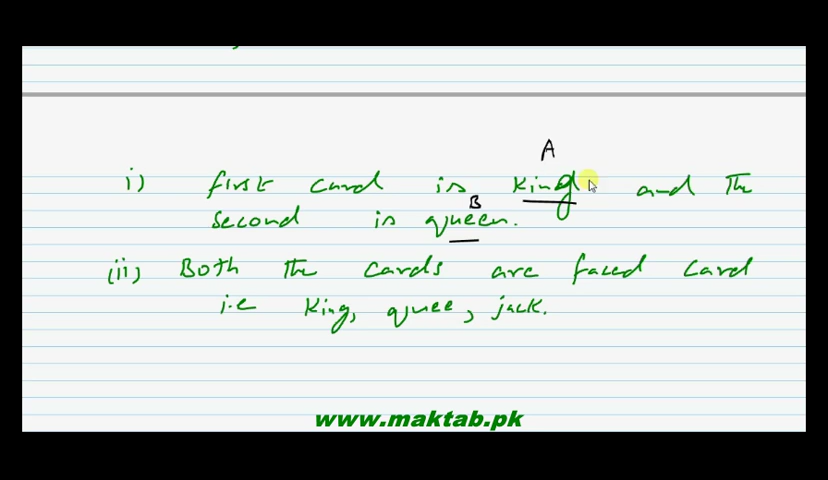 A
i) first card is king and the
B
second is queen.
(ii) Both the cards are faced card
i.e king, quee, jack.
www.maktab.pk